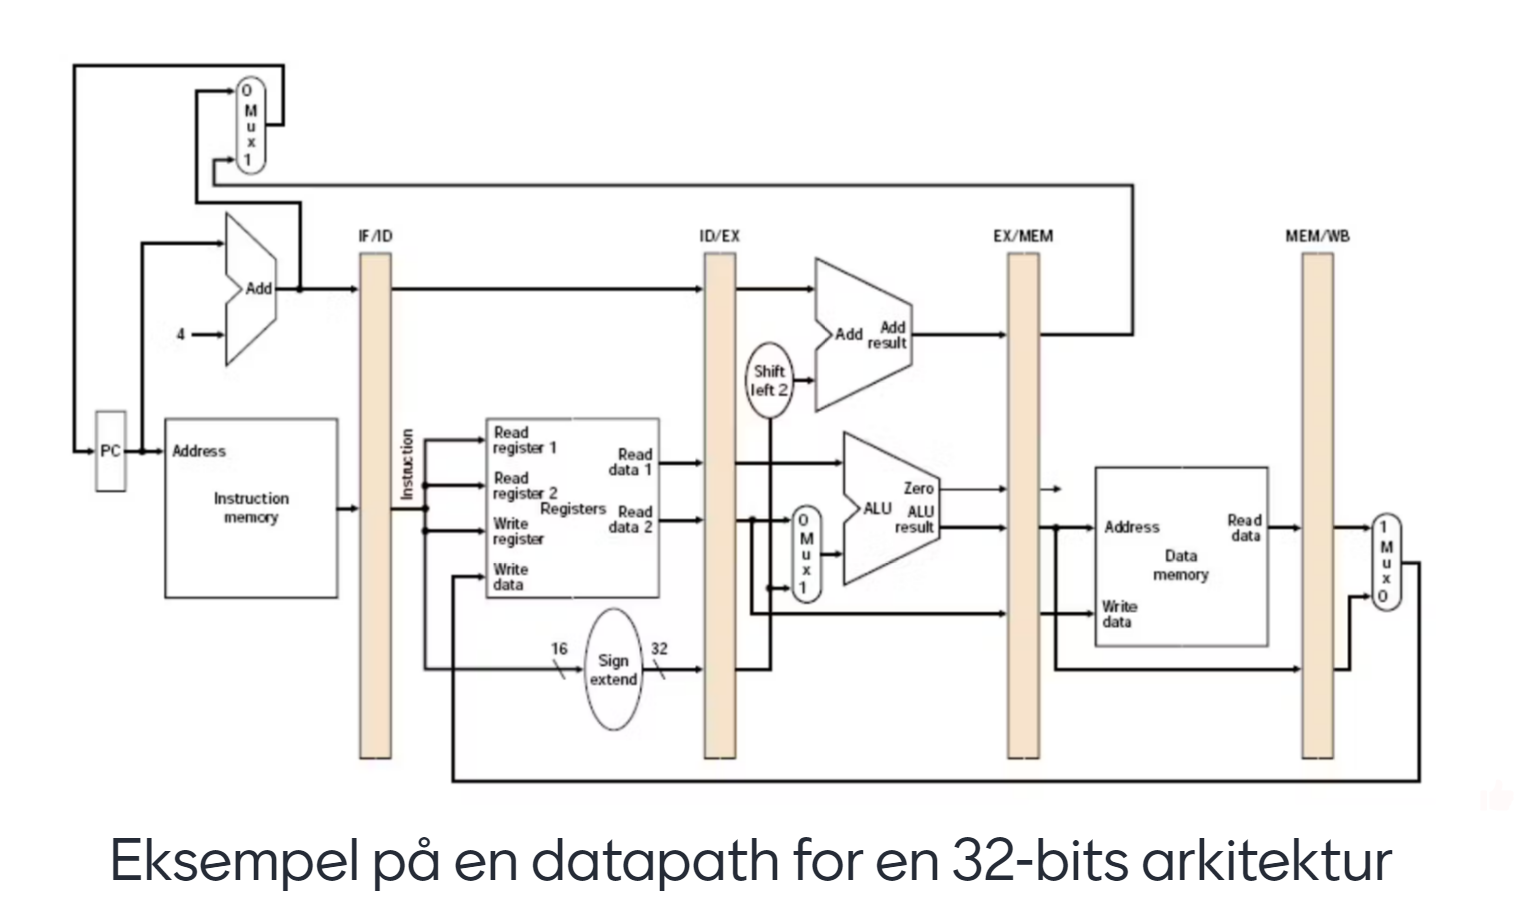 0
M
u
x
1
IF/ID
ID/EX
EX/MEM
MEM/WB
Add
4
Add
Add
result
Shift
left 2
PC
Address
Instruction
memory
Instruction
Read
register 1
Read
register 2
Write
register
Write
data
Registers
Read
data 1
Read
data 2
16
Sign
extend
32
0
M
u
x
1
Zero
ALU
ALU
result
Address
Read
data
Data
memory
Write
data
1
M
u
x
0
Eksempel på en datapath for en 32-bits arkitektur